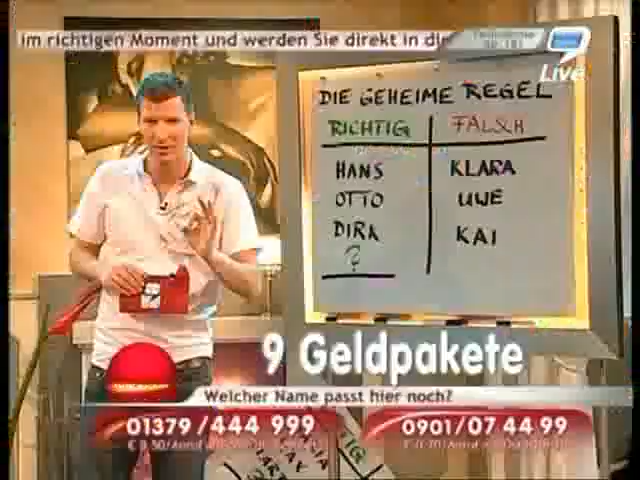 im richtigen Moment und werden Sie direkt in die
Live
DIE GEHEIME REGEL
RICHTIG FALSCH
HANS KLARA
OTTO UWE
DIRK KAI
?
9 Geldpakete
Welcher Name passt hier noch?
01379/444 999 0901/07 44 99